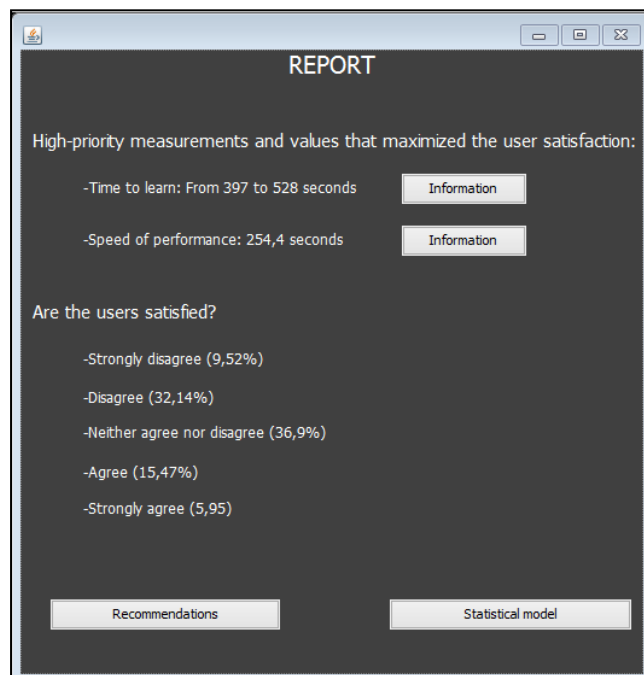 REPORT
High-priority measurements and values that maximized the user satisfaction:
-Time to learn: From 397 to 528 seconds
Information
-Speed of performance: 254,4 seconds
Information
Are the users satisfied?
-Strongly disagree (9,52%)
-Disagree (32,14%)
-Neither agree nor disagree (36,9%)
-Agree (15,47%)
-Strongly agree (5,95)
Recommendations
Statistical model